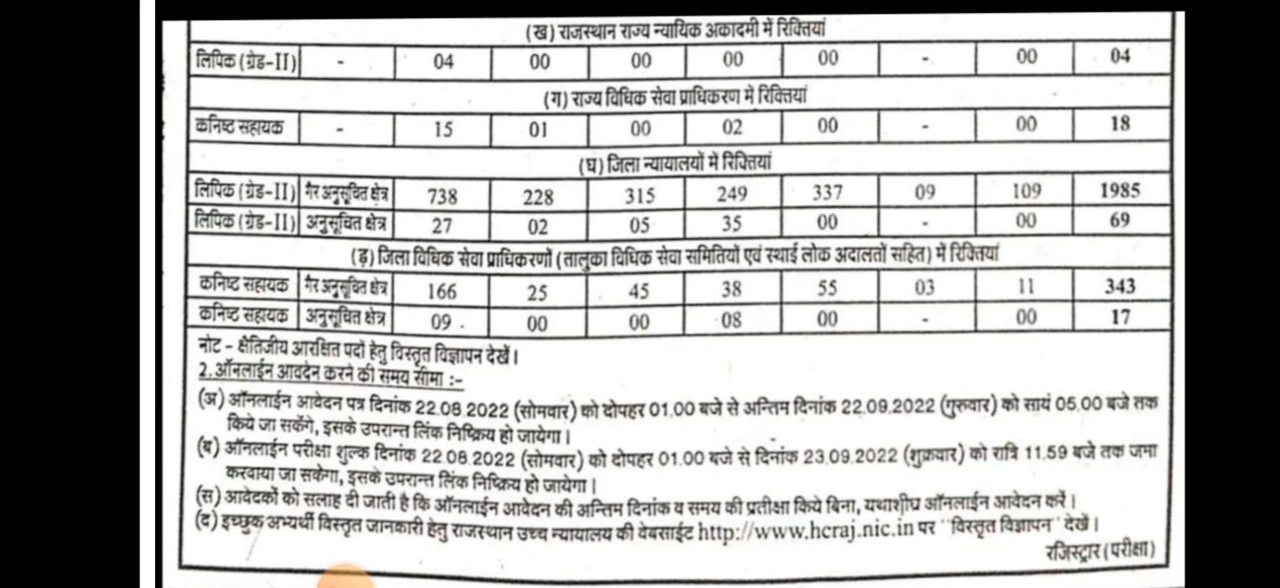 (ख) राजस्थान राज्य न्यायिक अकादमी में रिक्तियां
लिपिक (ग्रेड-II) - 04 00 00 00 00 - 00 04
(ग) राज्य विधिक सेवा प्राधिकरण में रिक्तियां
कनिष्ट सहायक - 15 01 00 02 00 - 00 18
(घ) जिला न्यायालयों में रिक्तियां
लिपिक (ग्रेड-II) गैर अनुसूचित क्षेत्र 738 228 315 249 337 09 109 1985
लिपिक (ग्रेड-II) अनुसूचित क्षेत्र 27 02 05 35 00 - 00 69
(ड़) जिला विधिक सेवा प्राधिकरणों (तालुका विधिक सेवा समितियों एवं स्थाई लोक अदालतों सहित) में रिक्तियां
कनिष्ट सहायक गैर अनुसूचित क्षेत्र 166 25 45 38 55 03 11 343
कनिष्ट सहायक अनुसूचित क्षेत्र 09 00 00 08 00 - 00 17
नोट - क्षैतिजीय आरक्षित पदों हेतु विस्तृत विज्ञापन देखें।
2. ऑनलाईन आवदेन करने की समय सीमा :-
(अ) ऑनलाईन आवेदन पत्र दिनांक 22.08.2022 (सोमवार) को दोपहर 01.00 बजे से अन्तिम दिनांक 22.09.2022 (गुरुवार) को सायं 05.00 बजे तक
किये जा सकेंगे, इसके उपरान्त लिंक निष्क्रिय हो जायेगा।
(ब) ऑनलाईन परीक्षा शुल्क दिनांक 22.08.2022 (सोमवार) को दोपहर 01.00 बजे से दिनांक 23.09.2022 (शुक्रवार) को रात्रि 11.59 बजे तक जमा
करवाया जा सकेगा, इसके उपरान्त लिंक निष्क्रिय हो जायेगा।
(स) आवेदकों को सलाह दी जाती है कि ऑनलाईन आवेदन की अन्तिम दिनांक व समय की प्रतीक्षा किये बिना, यथाशीघ्र ऑनलाईन आवेदन करें।
(द) इच्छुक अभ्यर्थी विस्तृत जानकारी हेतु राजस्थान उच्च न्यायालय की वेबसाईट http://www.hcraj.nic.in पर "विस्तृत विज्ञापन" देखें।
रजिस्ट्रार (परीक्षा)